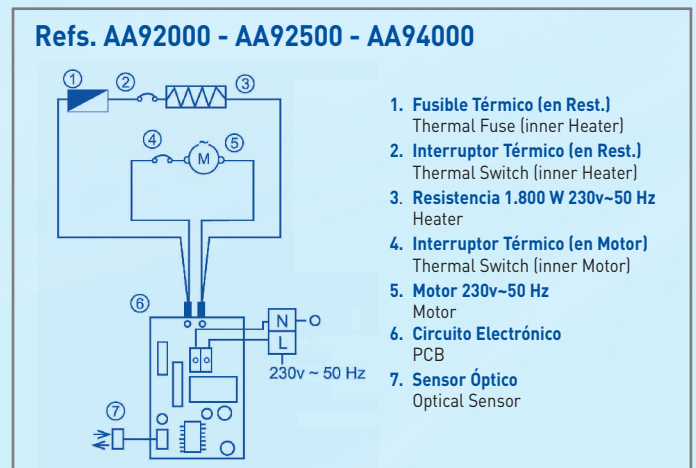 Refs. AA92000 - AA92500 - AA94000
1
2
3
4
5
~
M
6
N
L
230v ~ 50 Hz
7
1. Fusible Térmico (en Rest.)
Thermal Fuse (inner Heater)
2. Interruptor Térmico (en Rest.)
Thermal Switch (inner Heater)
3. Resistencia 1.800 W 230v~50 Hz
Heater
4. Interruptor Térmico (en Motor)
Thermal Switch (inner Motor)
5. Motor 230v~50 Hz
Motor
6. Circuito Electrónico
PCB
7. Sensor Óptico
Optical Sensor